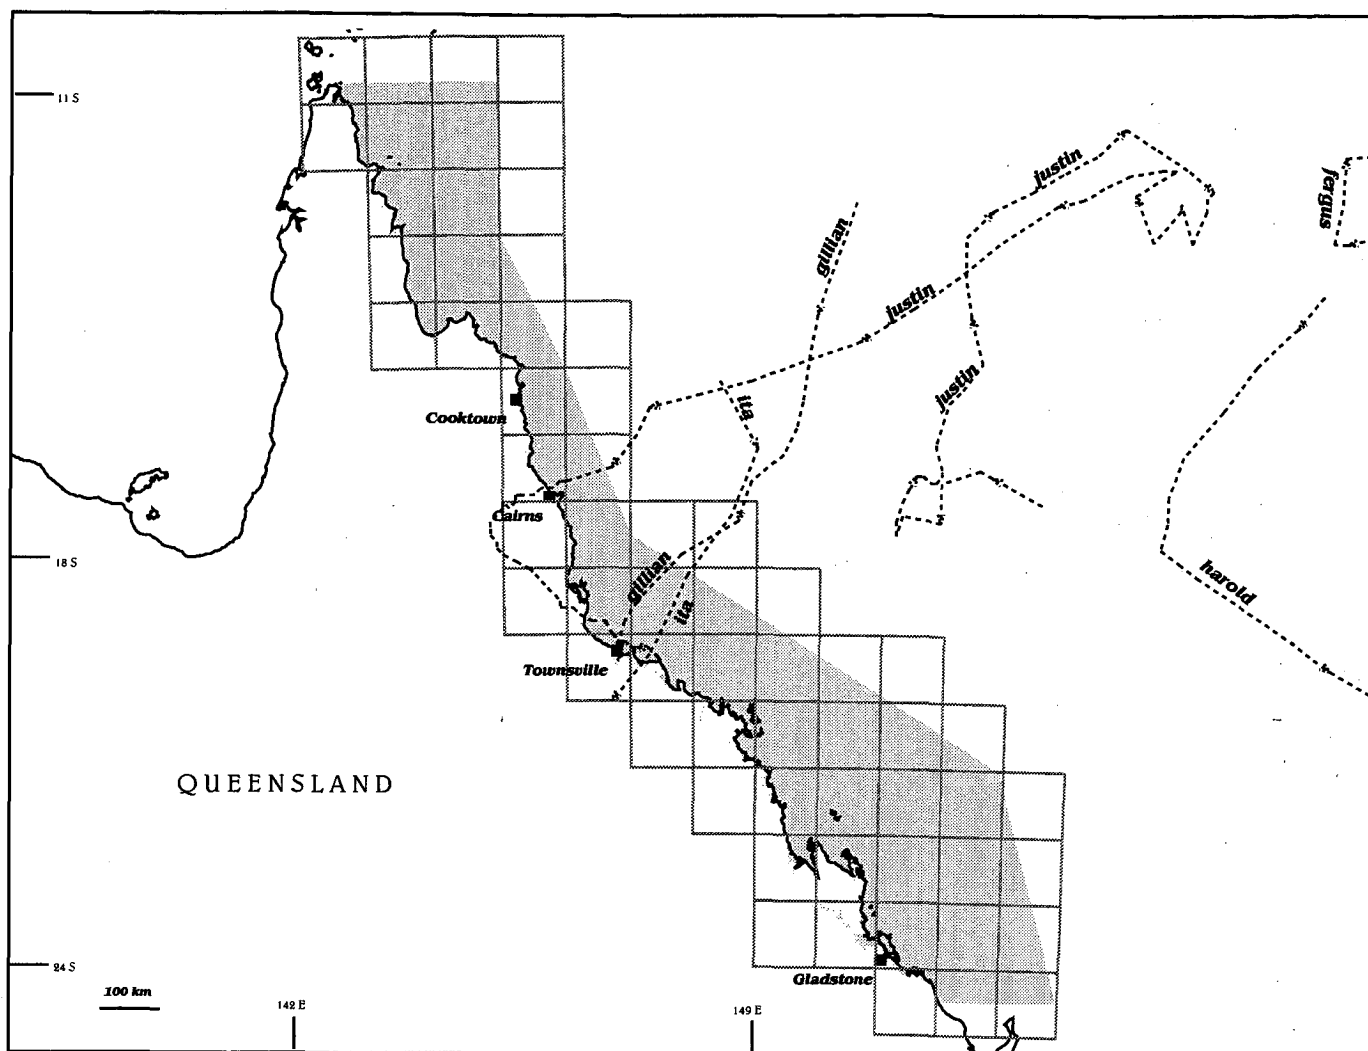 11 S
justin
fergus
gillian
justin
justin
ita
Cooktown
Cairns
18 S
gillian
harold
ita
Townsville
QUEENSLAND
24 S
Gladstone
100 km
142 E
149 E